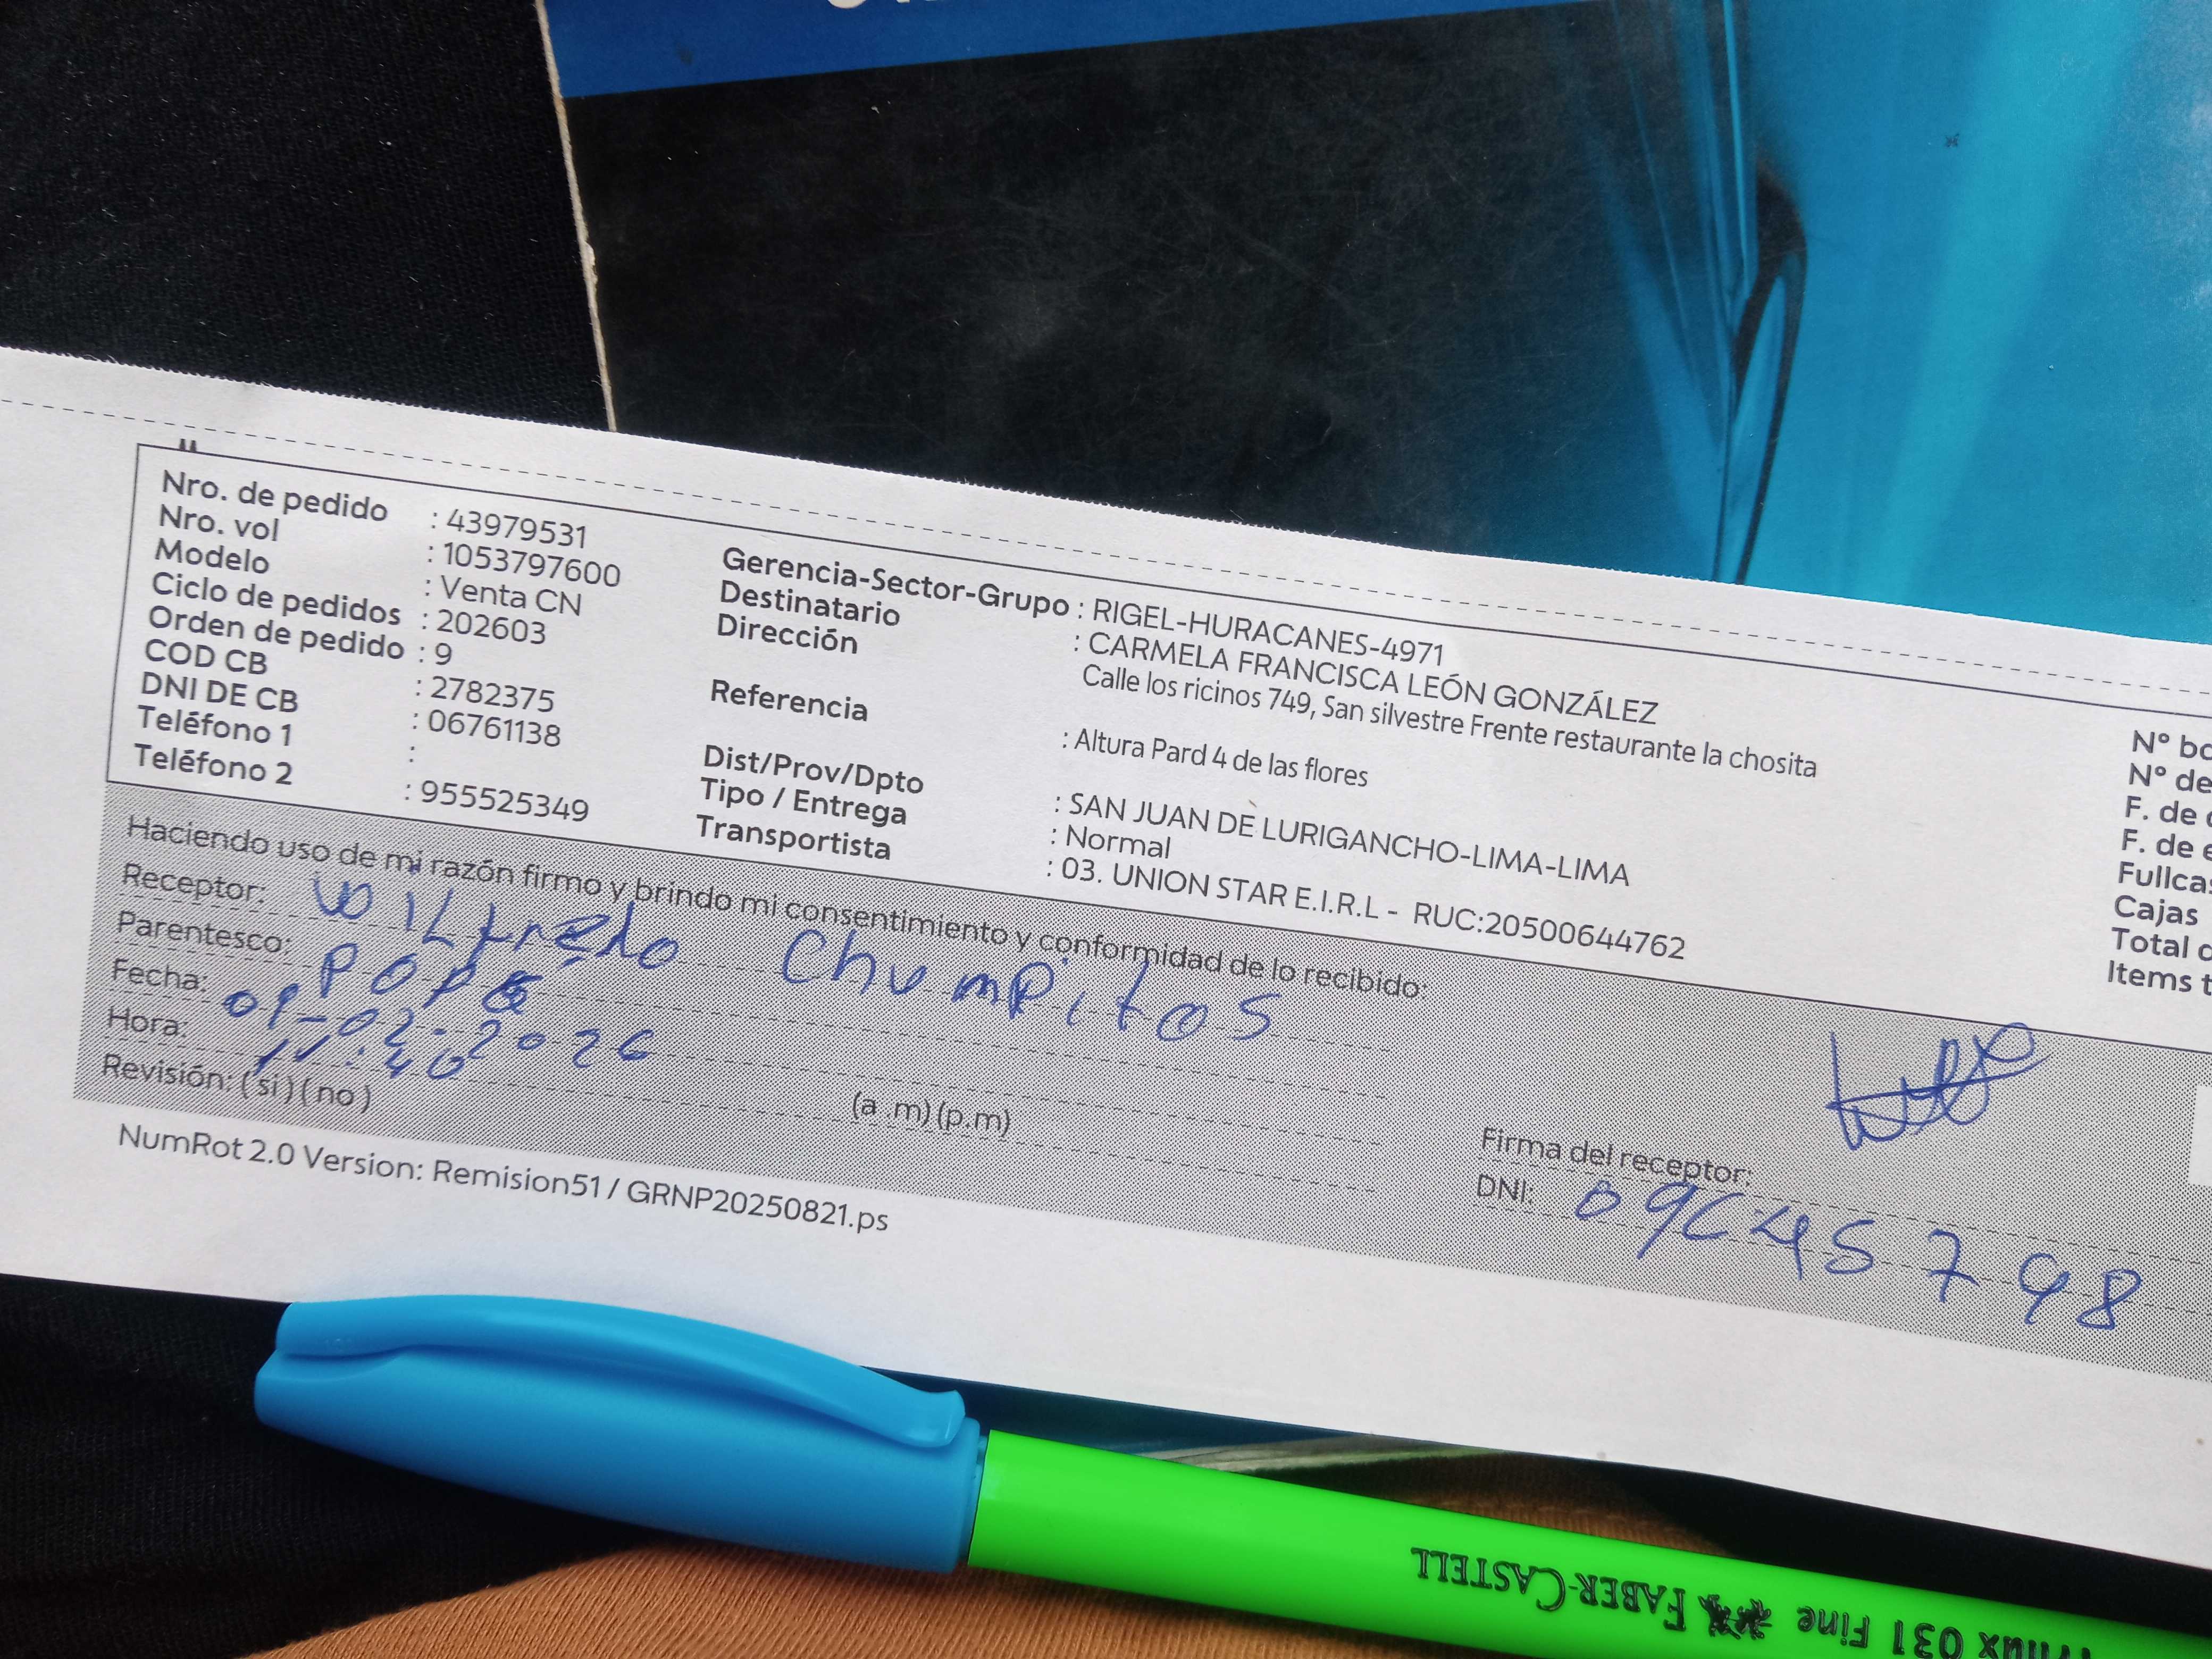 Nro. de pedido : 43979531
Nro. vol : 1053797600
Modelo : Venta CN
Ciclo de pedidos : 202603
Orden de pedido : 9
COD CB : 2782375
DNI DE CB : 06761138
Teléfono 1 :
Teléfono 2 : 955525349
Gerencia-Sector-Grupo : RIGEL-HURACANES-4971
Destinatario : CARMELA FRANCISCA LEÓN GONZÁLEZ
Dirección Calle los ricinos 749, San silvestre Frente restaurante la chosita
Referencia : Altura Pard 4 de las flores
Dist/Prov/Dpto : SAN JUAN DE LURIGANCHO-LIMA-LIMA
Tipo / Entrega : Normal
Transportista : 03. UNION STAR E.I.R.L - RUC:20500644762
N°
N° de
F. de
F. de
Cajas
Total
Items
Haciendo uso de mi razón firmo y brindo mi consentimiento y conformidad de lo recibido:
Receptor: Wilfredo Chumpitos
Parentesco:
Fecha: -02-2026
Hora: 11:40 (a .m) (p.m)
Revisión: (si) (no)
Firma del receptor:
DNI:
NumRot 2.0 Version: Remision51 / GRNP20250821.ps
Trilux 031 Fine FABER-CASTELL